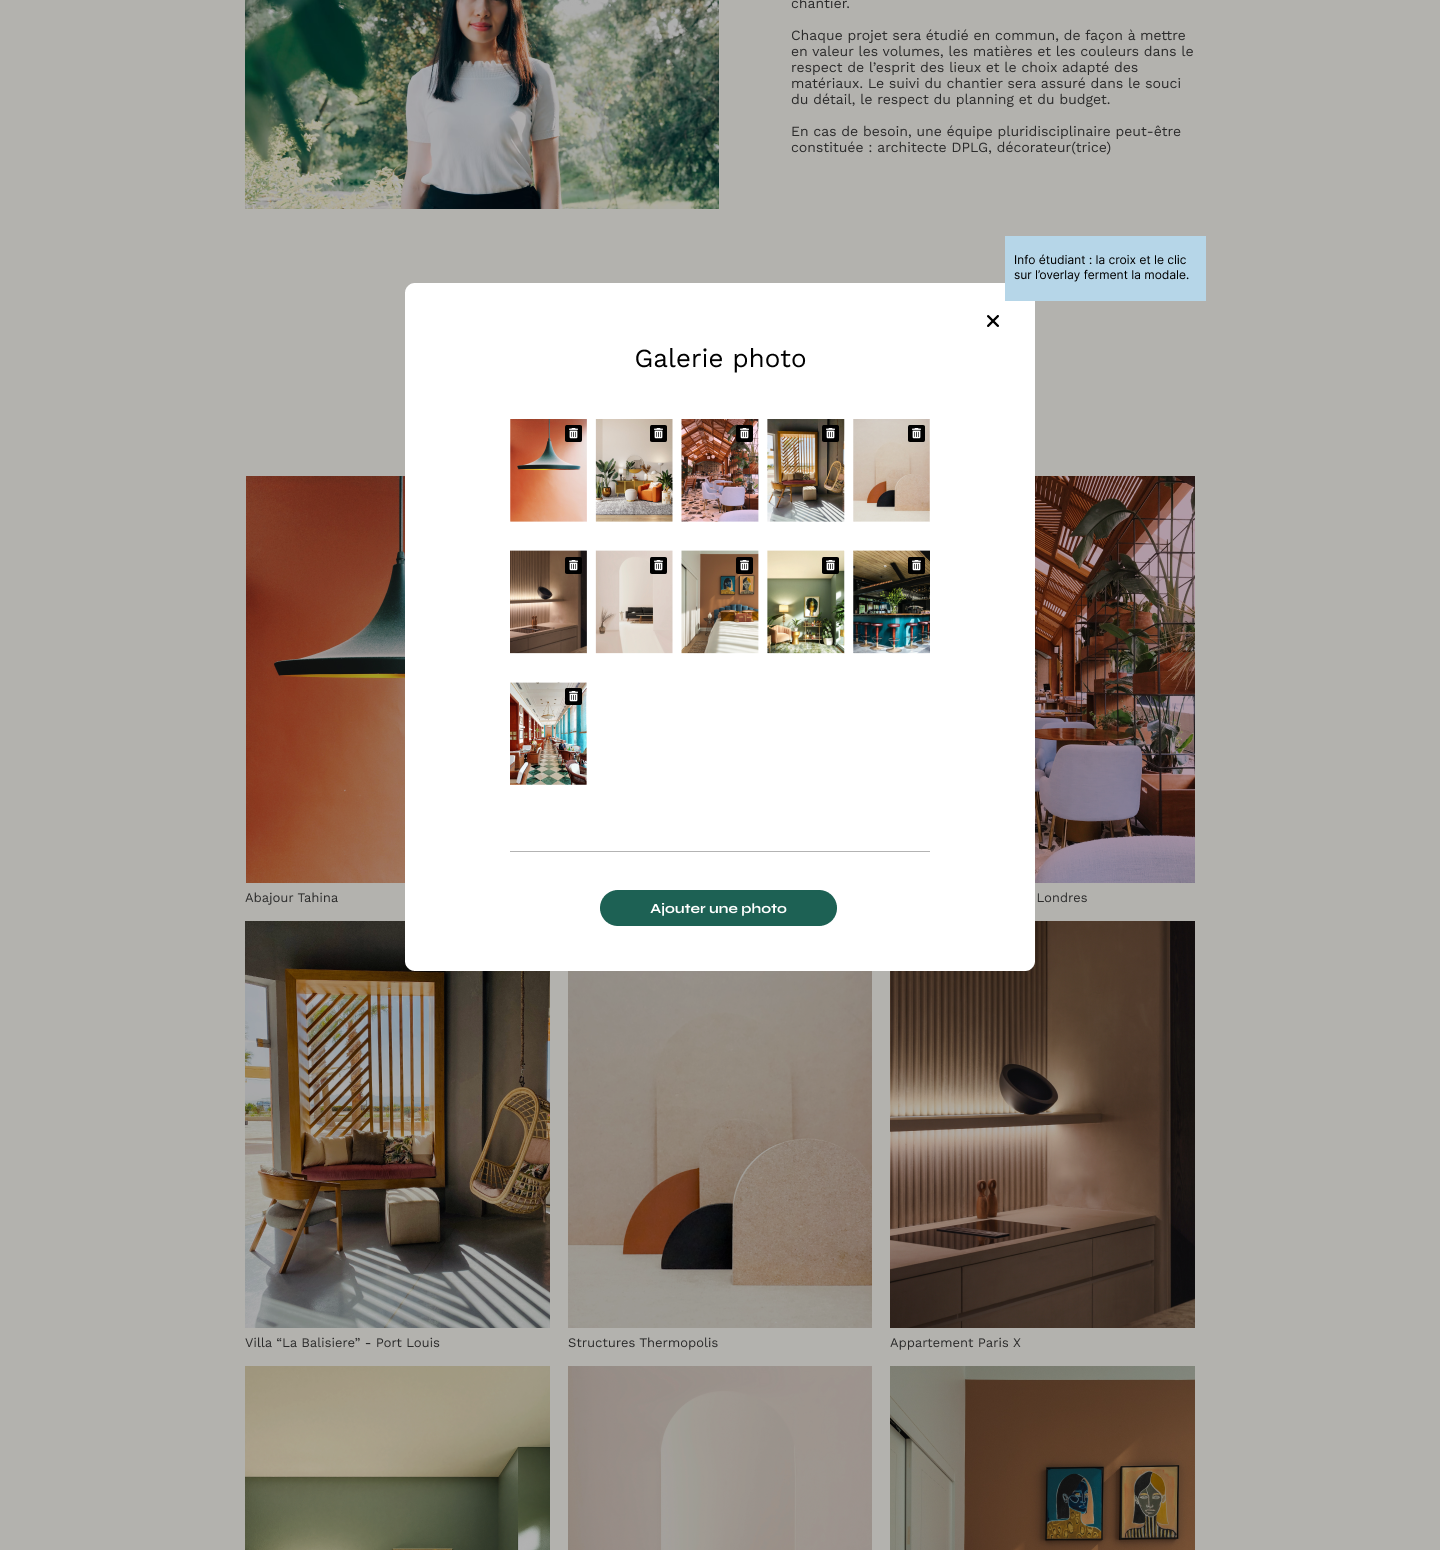 chantier.
Chaque projet sera étudié en commun, de façon à mettre
en valeur les volumes, les matières et les couleurs dans le
respect de l’esprit des lieux et le choix adapté des
matériaux. Le suivi du chantier sera assuré dans le souci
du détail, le respect du planning et du budget.
En cas de besoin, une équipe pluridisciplinaire peut-être
constituée : architecte DPLG, décorateur(trice)
Info étudiant : la croix et le clic
sur l’overlay ferment la modale.
Galerie photo
Abajour Tahina
Londres
Ajouter une photo
Villa “La Balisiere” - Port Louis
Structures Thermopolis
Appartement Paris X